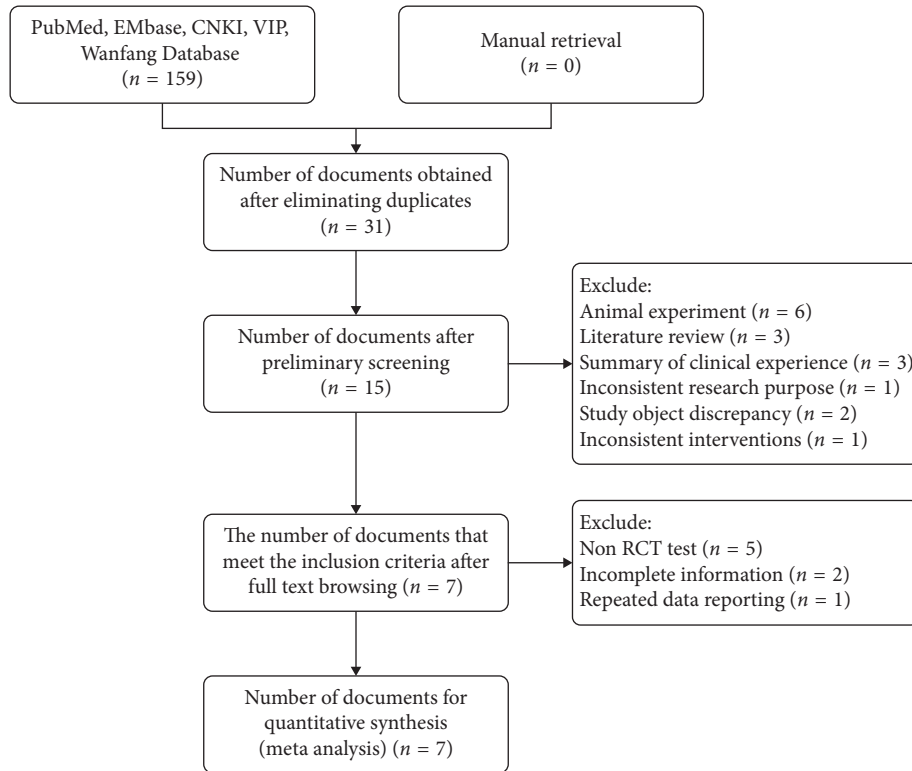 PubMed, EMbase, CNKI, VIP,
Wanfang Database
(n = 159)
Manual retrieval
(n = 0)
Number of documents obtained
after eliminating duplicates
(n = 31)
Number of documents after
preliminary screening
(n = 15)
Exclude:
Animal experiment (n = 6)
Literature review (n = 3)
Summary of clinical experience (n = 3)
Inconsistent research purpose (n = 1)
Study object discrepancy (n = 2)
Inconsistent interventions (n = 1)
The number of documents that
meet the inclusion criteria after
full text browsing (n = 7)
Exclude:
Non RCT test (n = 5)
Incomplete information (n = 2)
Repeated data reporting (n = 1)
Number of documents for
quantitative synthesis
(meta analysis) (n = 7)